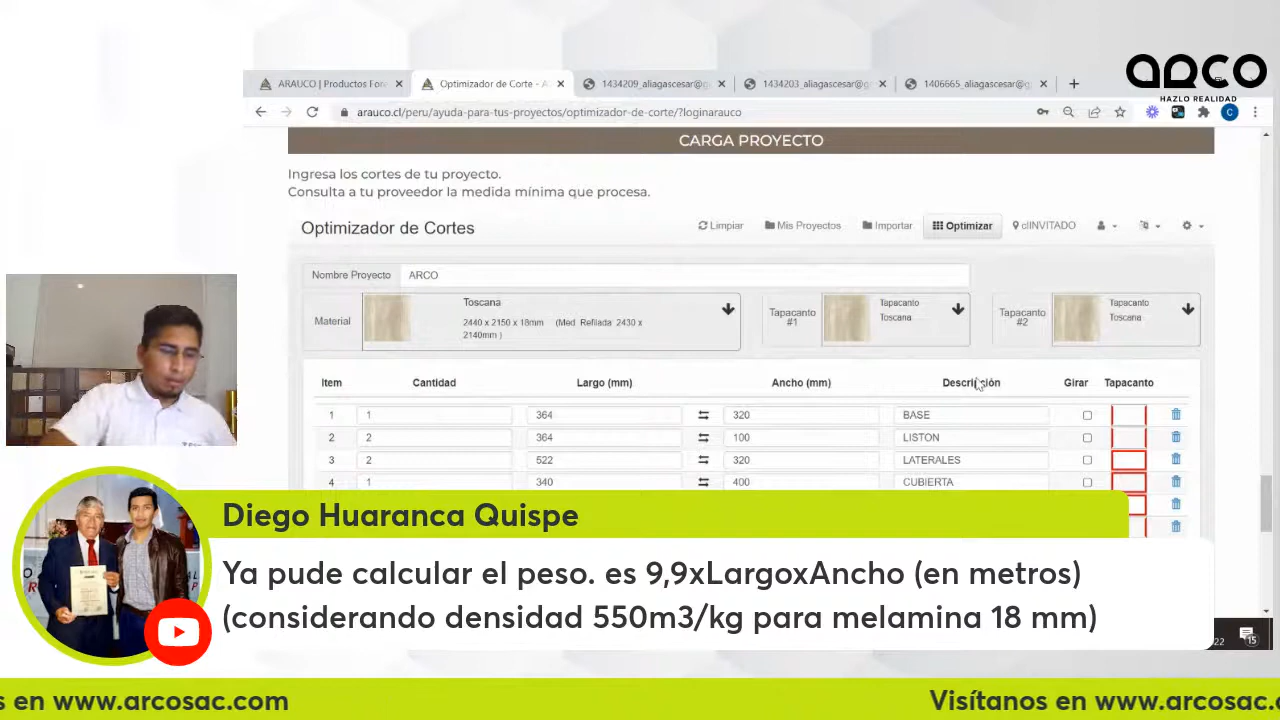 ARCO
HAZLO REALIDAD
ARAUCO | Productos For
Optimizador de Corte - A
1434209_aliagascesar@g
1434203_aliagascesar@g
1406665_aliagascesar@g
arauco.cl/peru/ayuda-para-tus-proyectos/optimizador-de-corte/?loginarauco
C
CARGA PROYECTO
Ingresa los cortes de tu proyecto.
Consulta a tu proveedor la medida mínima que procesa.
Optimizador de Cortes
Limpiar
Mis Proyectos
Importar
Optimizar
clINVITADO
Nombre Proyecto
ARCO
Material
Toscana
2440 x 2150 x 18mm (Med Refilada 2430 x
2140mm )
Tapacanto
#1
Tapacanto
Toscana
Tapacanto
#2
Tapacanto
Toscana
Item Cantidad Largo (mm) Ancho (mm) Descripción Girar Tapacanto
1 1 364 320 BASE
2 2 364 100 LISTON
3 2 522 320 LATERALES
4 1 340 400 CUBIERTA
Diego Huaranca Quispe
Ya pude calcular el peso. es 9,9xLargoxAncho (en metros)
(considerando densidad 550m3/kg para melamina 18 mm)
22
15
s en www.arcosac.com
Visítanos en www.arcosac.c